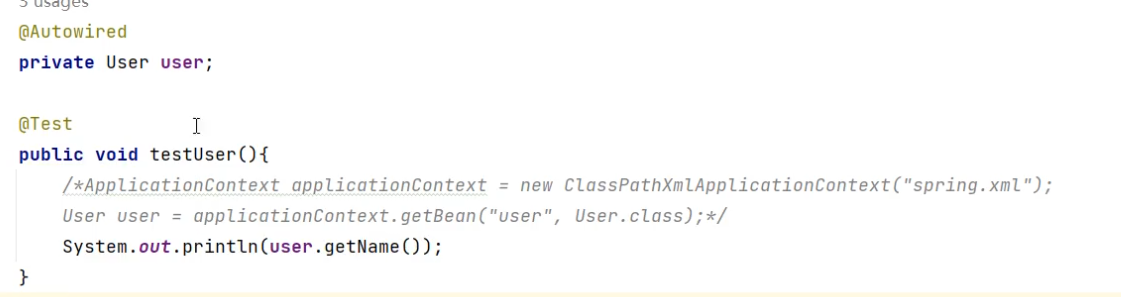 3 usages
@Autowired
private User user;
@Test
public void testUser(){
/*ApplicationContext applicationContext = new ClassPathXmlApplicationContext("spring.xml");
User user = applicationContext.getBean("user", User.class);*/
System.out.println(user.getName());
}